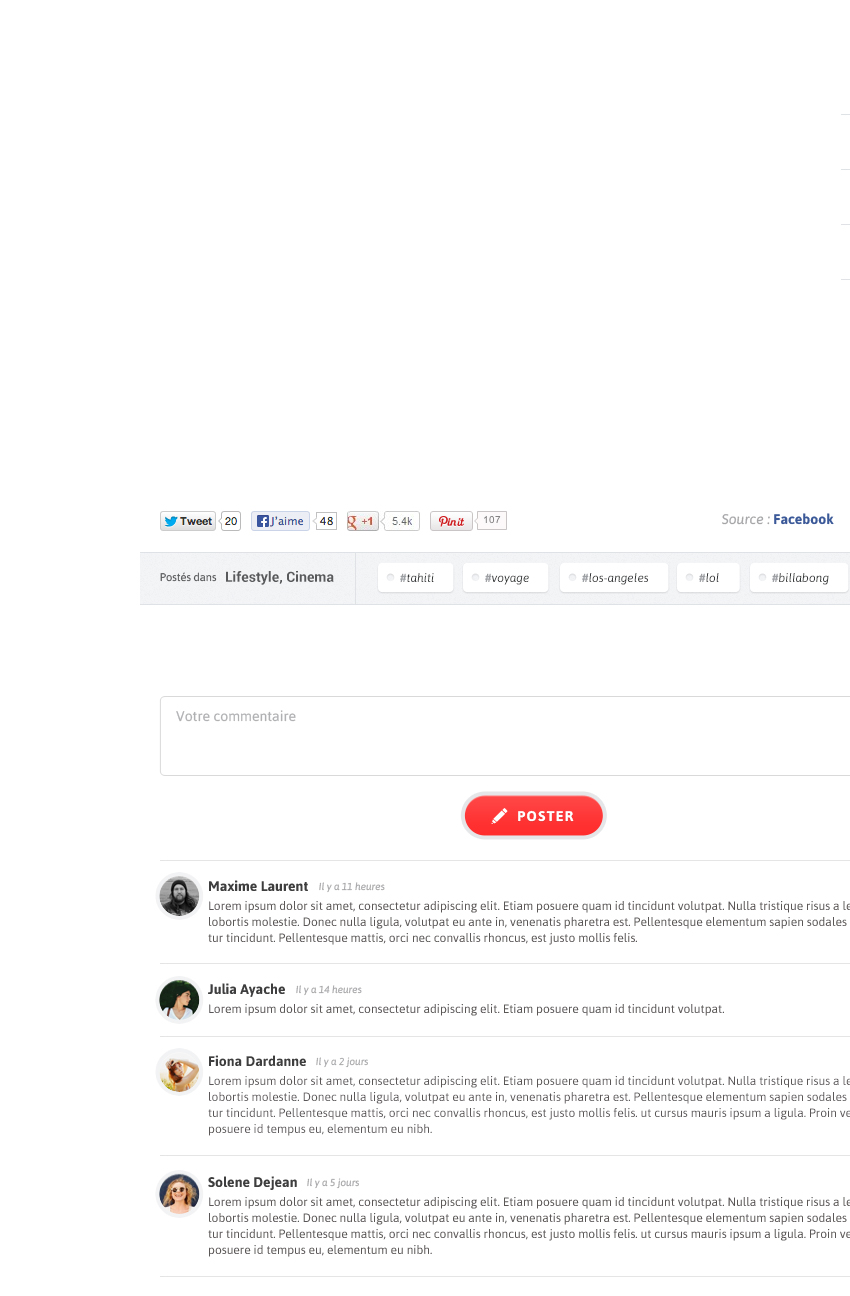 Tweet 20 J'aime 48 +1 5.4k Pinit 107 Source : Facebook
Postés dans Lifestyle, Cinema #tahiti #voyage #los-angeles #lol #billabong
Votre commentaire
POSTER
Maxime Laurent Il y a 11 heures
Lorem ipsum dolor sit amet, consectetur adipiscing elit. Etiam posuere quam id tincidunt volutpat. Nulla tristique risus a le
lobortis molestie. Donec nulla ligula, volutpat eu ante in, venenatis pharetra est. Pellentesque elementum sapien sodales
tur tincidunt. Pellentesque mattis, orci nec convallis rhoncus, est justo mollis felis.
Julia Ayache Il y a 14 heures
Lorem ipsum dolor sit amet, consectetur adipiscing elit. Etiam posuere quam id tincidunt volutpat.
Fiona Dardanne Il y a 2 jours
Lorem ipsum dolor sit amet, consectetur adipiscing elit. Etiam posuere quam id tincidunt volutpat. Nulla tristique risus a le
lobortis molestie. Donec nulla ligula, volutpat eu ante in, venenatis pharetra est. Pellentesque elementum sapien sodales
tur tincidunt. Pellentesque mattis, orci nec convallis rhoncus, est justo mollis felis. ut cursus mauris ipsum a ligula. Proin ve
posuere id tempus eu, elementum eu nibh.
Solene Dejean Il y a 5 jours
Lorem ipsum dolor sit amet, consectetur adipiscing elit. Etiam posuere quam id tincidunt volutpat. Nulla tristique risus a le
lobortis molestie. Donec nulla ligula, volutpat eu ante in, venenatis pharetra est. Pellentesque elementum sapien sodales
tur tincidunt. Pellentesque mattis, orci nec convallis rhoncus, est justo mollis felis. ut cursus mauris ipsum a ligula. Proin ve
posuere id tempus eu, elementum eu nibh.